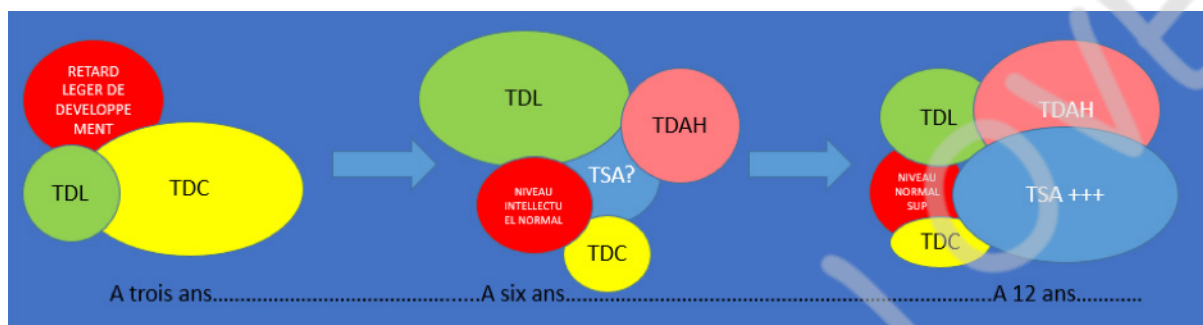 RETARD
LEGER DE
DEVELOPPE
MENT
TDL
TDC
TDL
TDAH
TSA?
NIVEAU
INTELLECTU
EL NORMAL
TDC
TDL
TDAH
NIVEAU
NORMAL
SUP
TSA +++
TDC
A trois ans................................................A six ans...............................................................................A 12 ans............